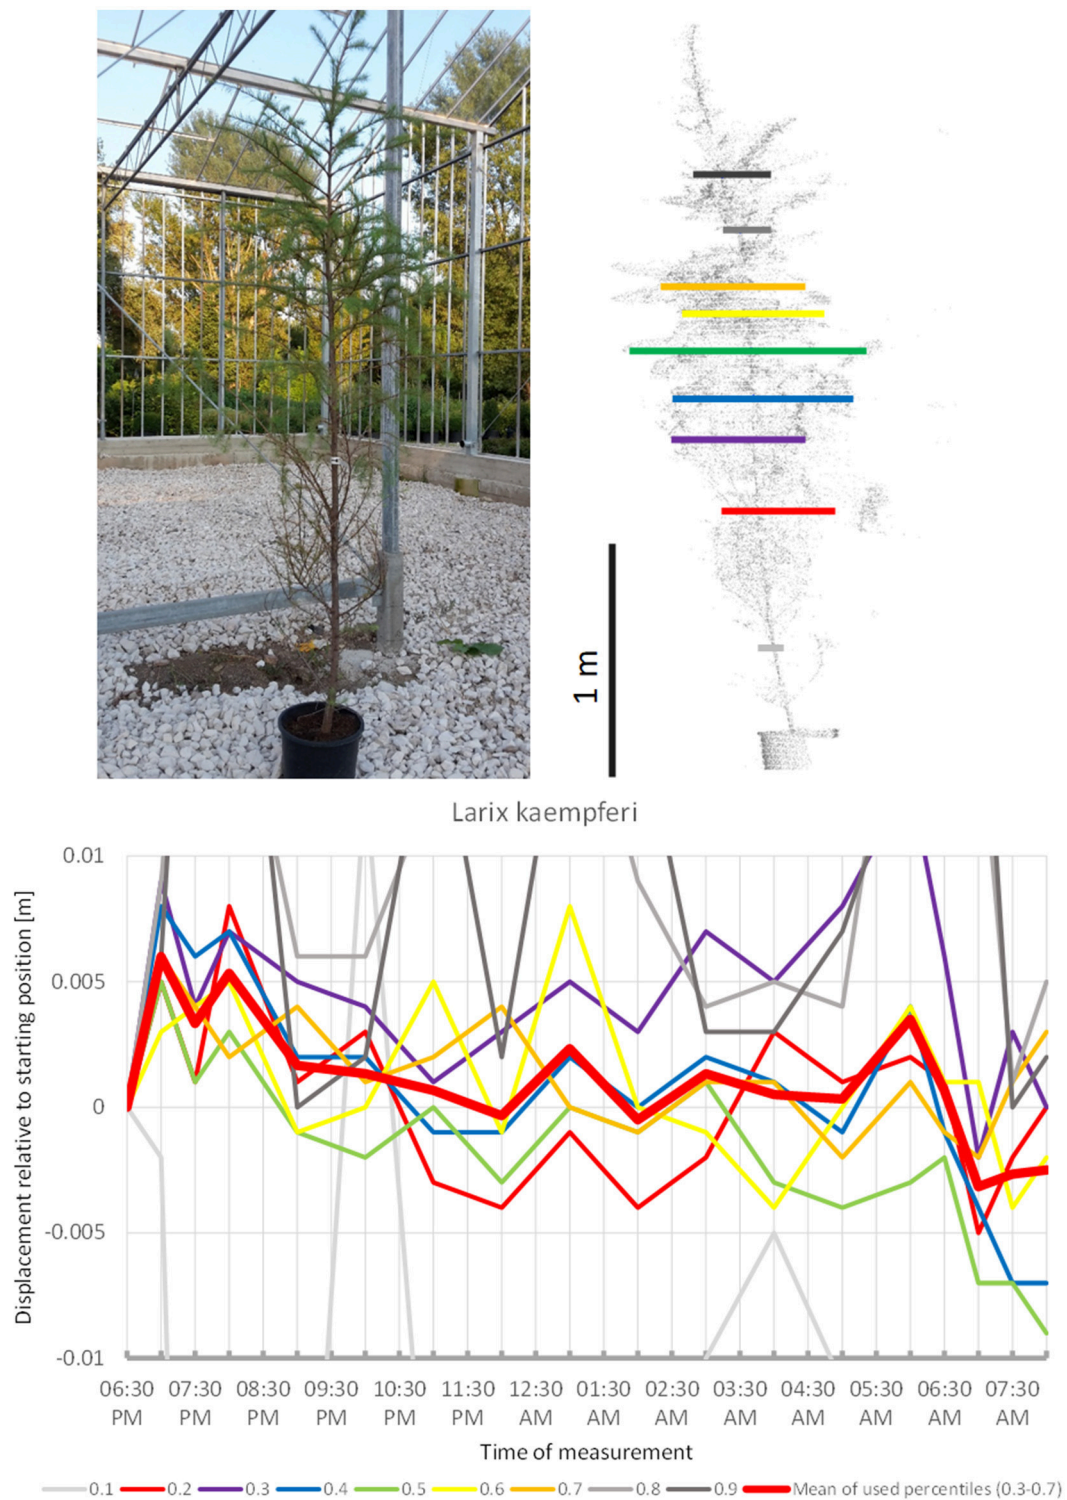 1 m
Larix kaempferi
Displacement relative to starting position [m]
0.01
0.005
0
-0.005
-0.01
06:30 07:30 08:30 09:30 10:30 11:30 12:30 01:30 02:30 03:30 04:30 05:30 06:30 07:30
PM PM PM PM PM PM AM AM AM AM AM AM AM AM
Time of measurement
0.1 0.2 0.3 0.4 0.5 0.6 0.7 0.8 0.9 Mean of used percentiles (0.3-0.7)